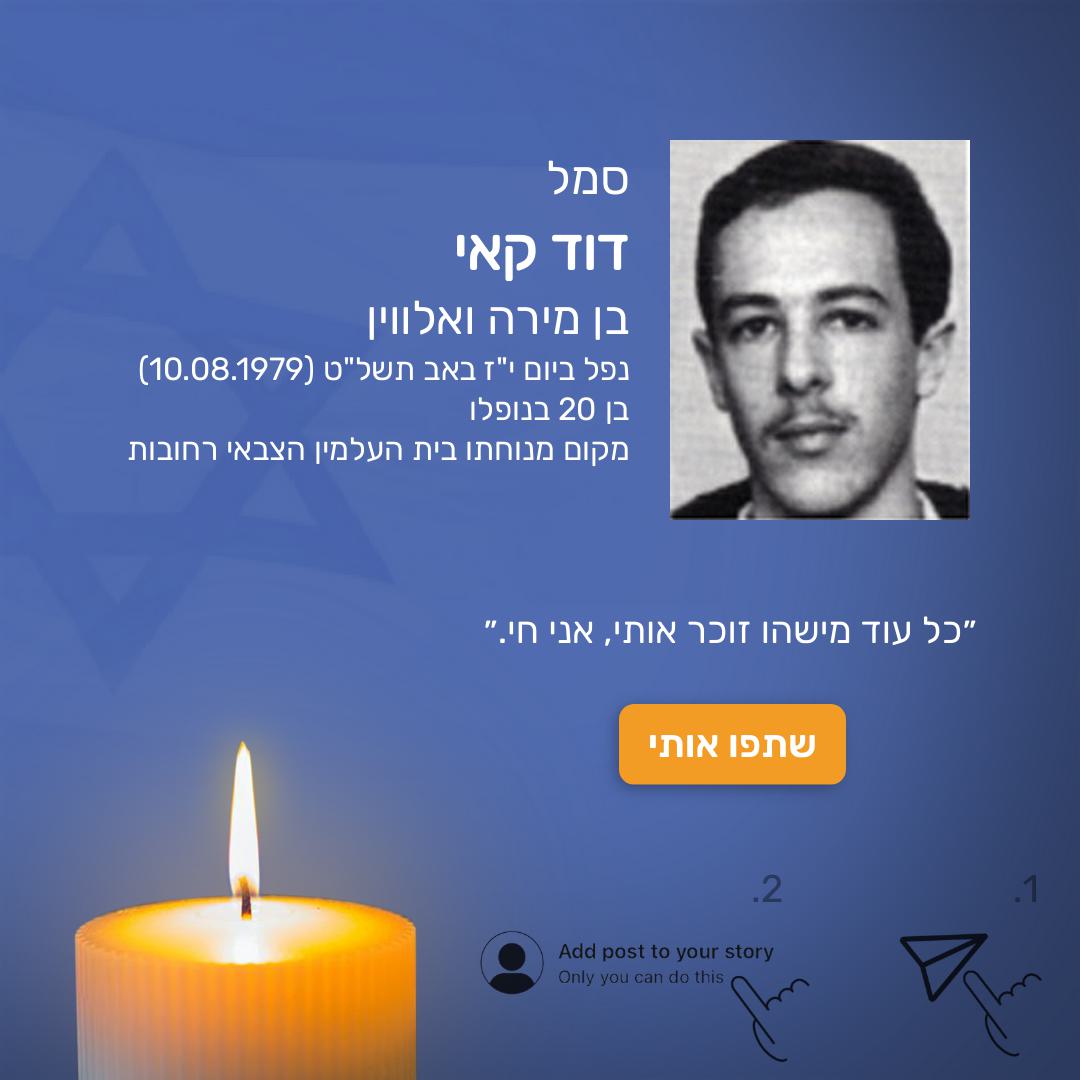 סמל
דוד קאי
בן מירה ואלווין
נפל ביום י"ז באב תשל"ט (10.08.1979)
בן 20 בנופלו
מקום מנוחתו בית העלמין הצבאי רחובות
״כל עוד מישהו זוכר אותי, אני חי.״
שתפו אותי
.1
.2
Add post to your story
Only you can do this